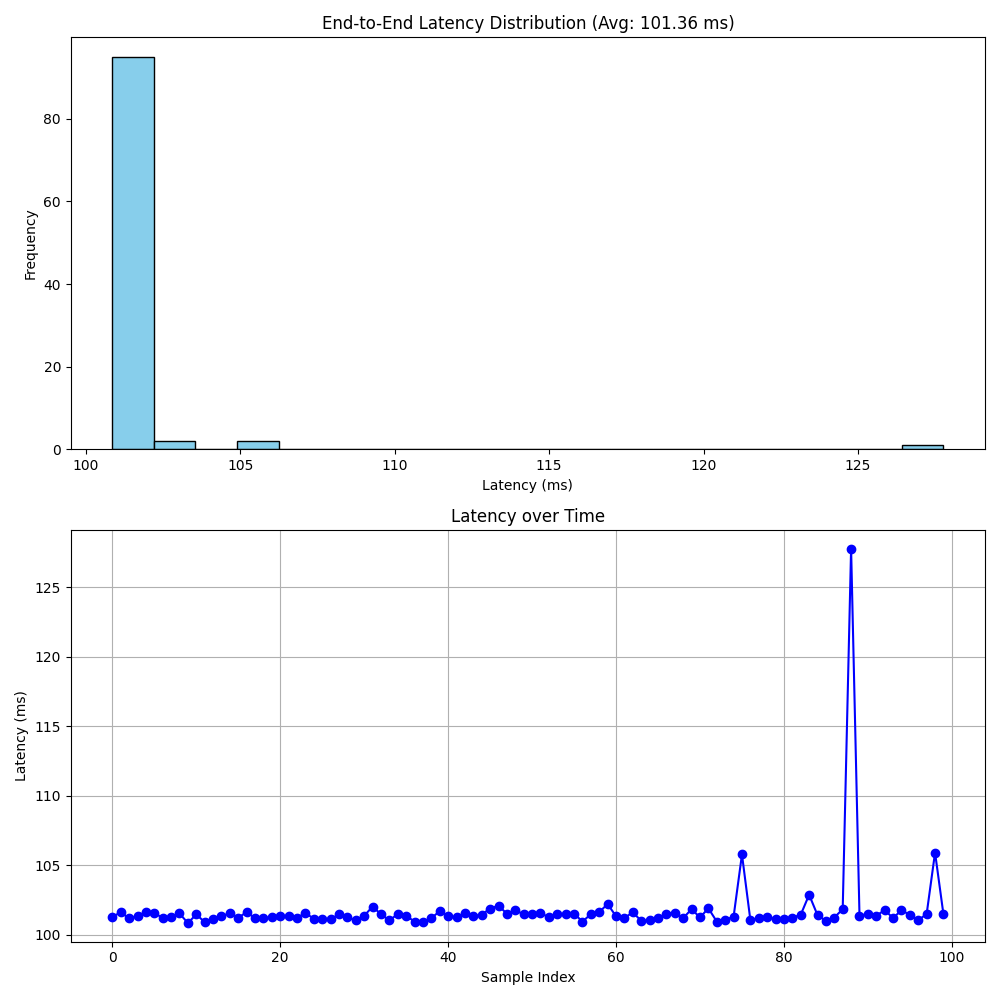 End-to-End Latency Distribution (Avg: 101.36 ms)
80
60
40
20
0
Frequency
100 105 110 115 120 125
Latency (ms)
Latency over Time
125
120
115
110
105
100
Latency (ms)
0 20 40 60 80 100
Sample Index